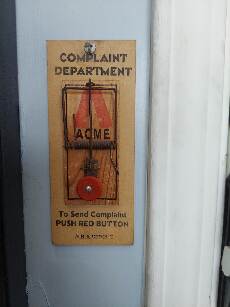 COMPLAINT
DEPARTMENT
ACME
To Send Complaint
PUSH RED BUTTON